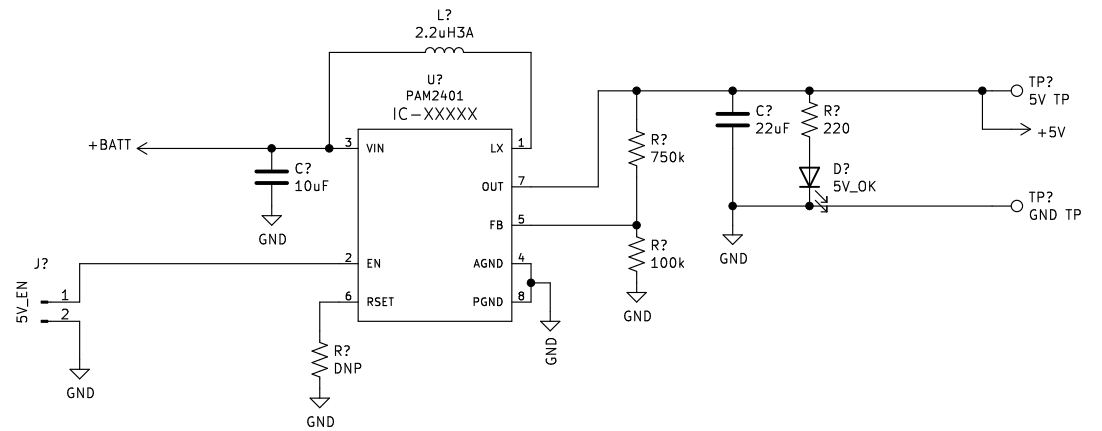 L?
2.2uH3A
U?
PAM2401
IC-XXXXX
+BATT
3
VIN
LX
1
C?
10uF
GND
OUT
7
FB
5
2
EN
AGND
4
6
RSET
PGND
8
J?
5V_EN
1
2
GND
R?
DNP
GND
GND
R?
750k
R?
100k
GND
C?
22uF
GND
R?
220
D?
5V_OK
TP?
5V TP
+5V
TP?
GND TP